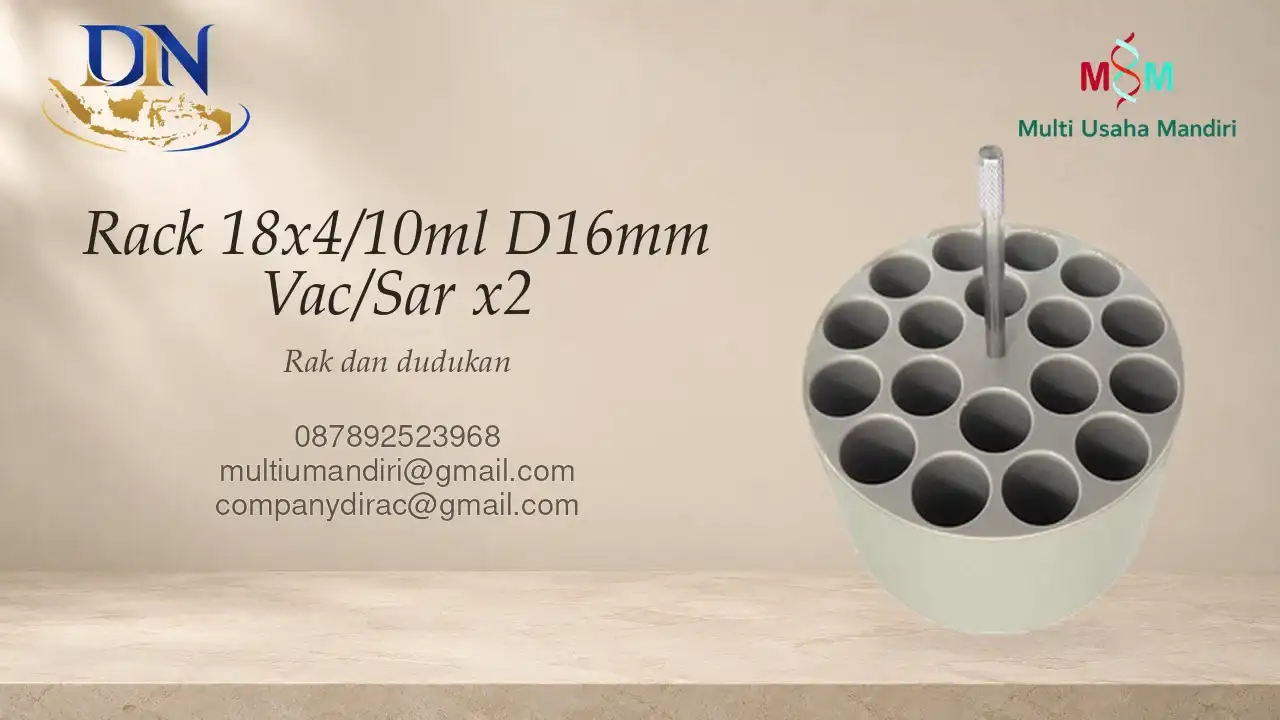 DN
M M
Multi Usaha Mandiri
Rack 18x4/10ml D16mm
Vac/Sar x2
Rak dan dudukan
087892523968
multiumandiri@gmail.com
companydirac@gmail.com